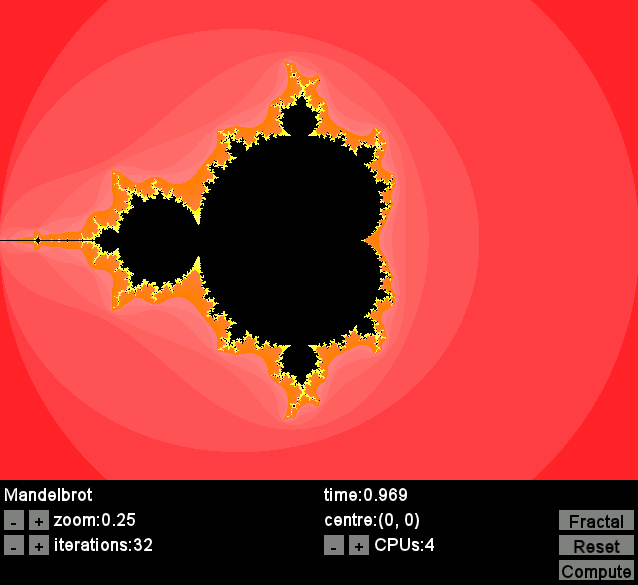 Mandelbrot time:0.969
- + zoom:0.25 centre:(0, 0) Fractal
- + iterations:32 - + CPUs:4 Reset
Compute